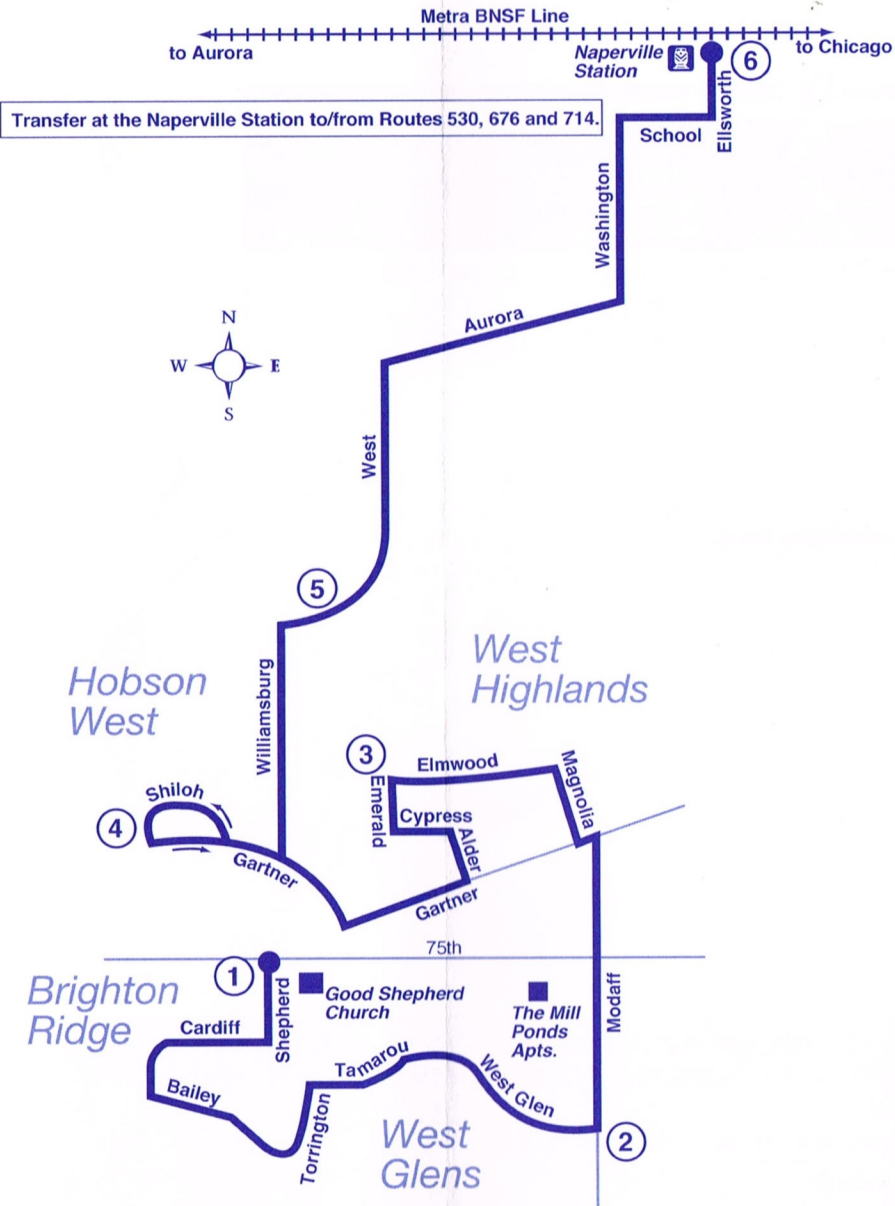 Metra BNSF Line
to Aurora
to Chicago
Naperville
Station
6
Transfer at the Naperville Station to/from Routes 530, 676 and 714.
School
Ellsworth
Washington
Aurora
N
W E
S
West
5
West
Highlands
Hobson
West
Williamsburg
3
Elmwood
Magnolia
Emerald
Cypress
Alder
Shiloh
4
Gartner
Gartner
75th
1
Shepherd
Good Shepherd
Church
The Mill
Ponds
Apts.
Modaff
Brighton
Ridge
Cardiff
Bailey
Torrington
Tamarou
West Glen
West
Glens
2